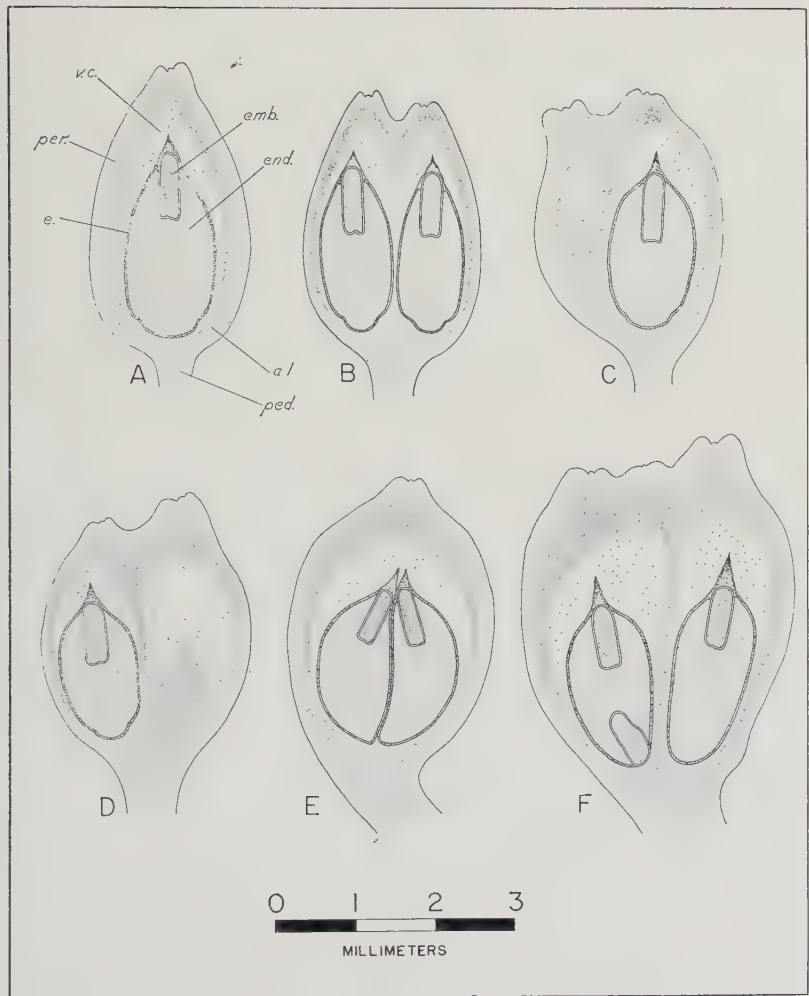 v.c.
emb.
per.
end.
e.
a l
ped.
A
B
C
D
E
F
0 1 2 3
MILLIMETERS